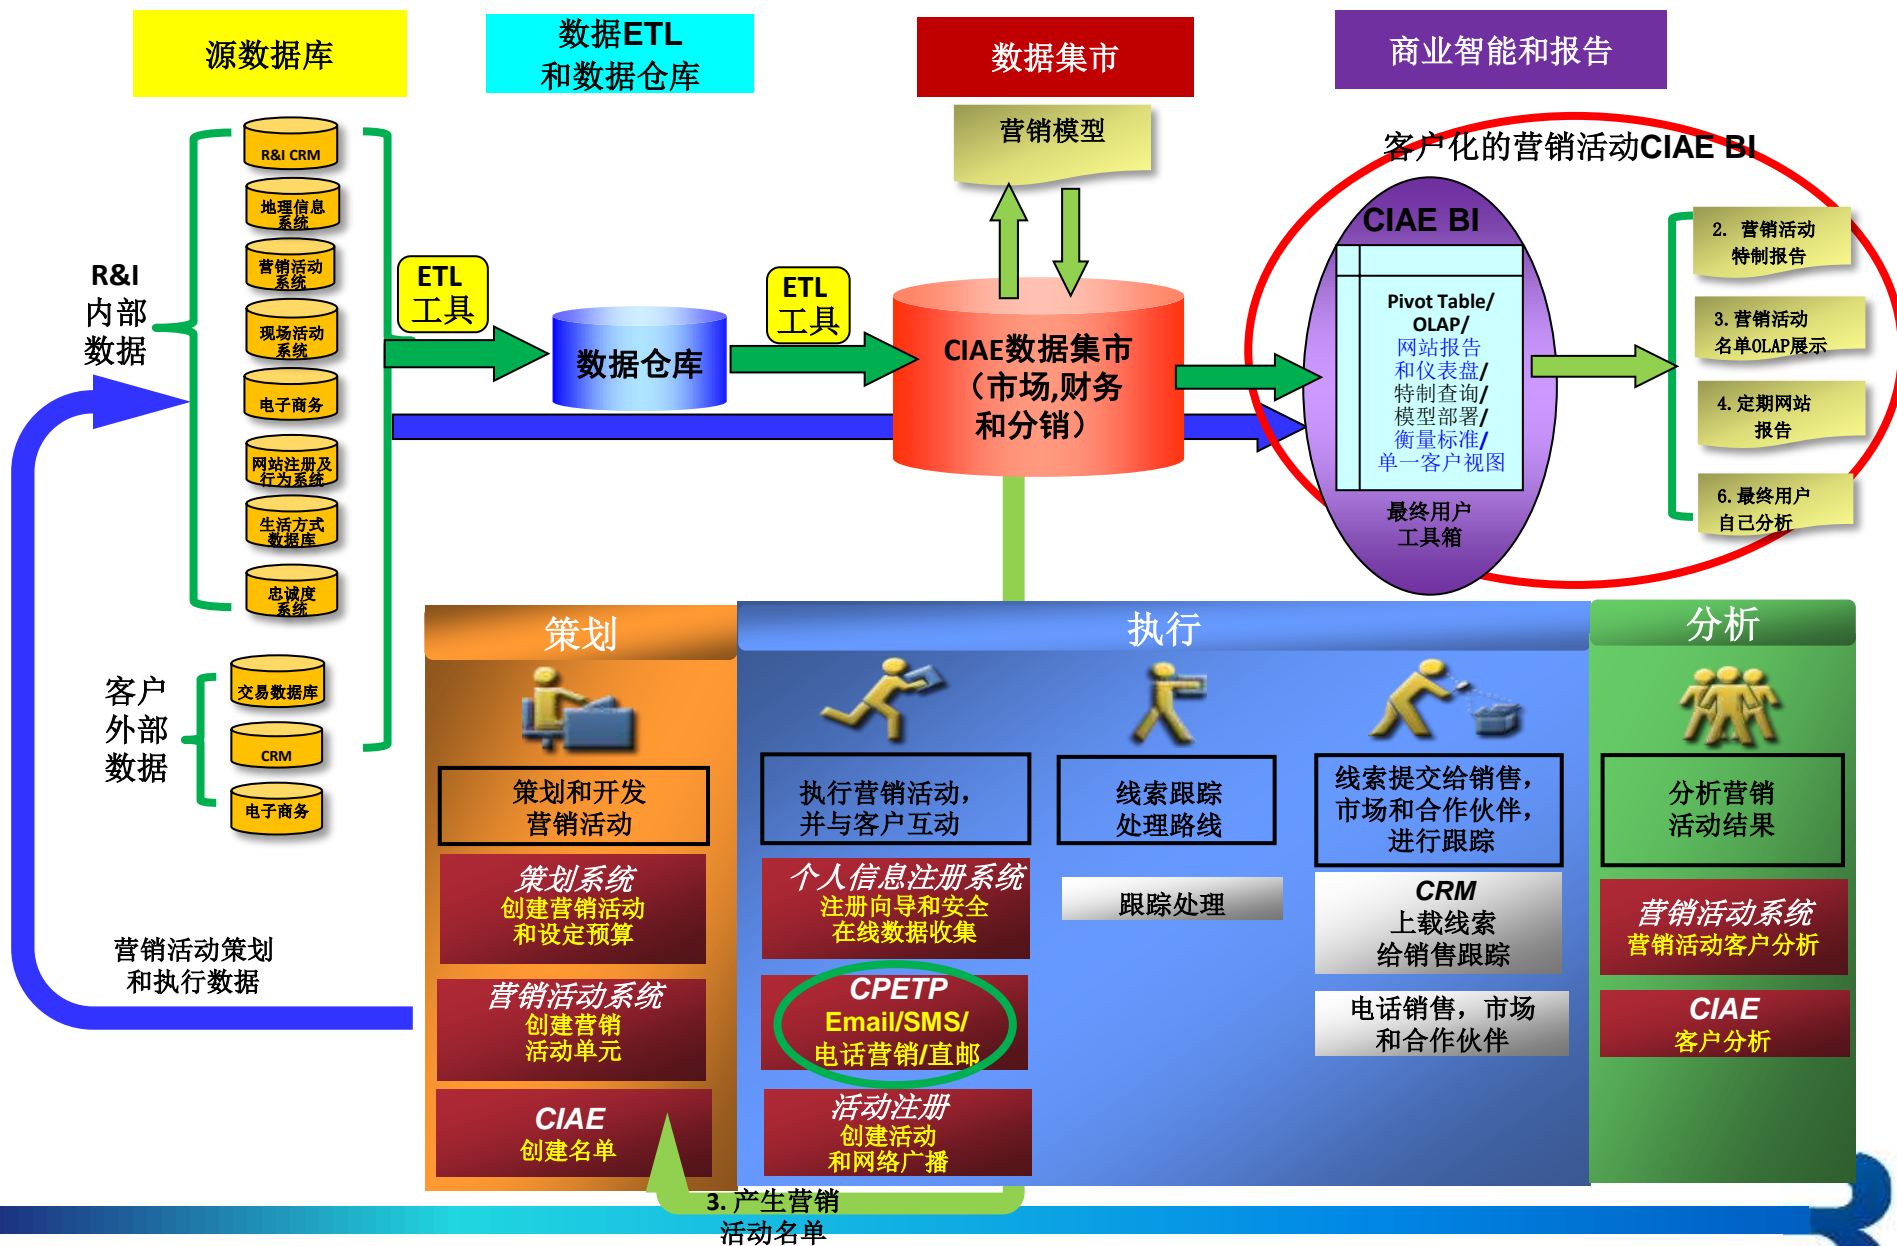 源数据库
数据ETL
和数据仓库
数据集市
商业智能和报告
R&I
内部
数据
R&I CRM
地理信息
系统
营销活动
系统
现场活动
系统
电子商务
网站注册及
行为系统
生活方式
数据库
忠诚度
系统
客户
外部
数据
交易数据库
CRM
电子商务
ETL
工具
数据仓库
ETL
工具
营销模型
CIAE数据集市
（市场,财务
和分销）
客户化的营销活动CIAE BI
CIAE BI
Pivot Table/
OLAP/
网站报告
和仪表盘/
特制查询/
模型部署/
衡量标准/
单一客户视图
最终用户
工具箱
2. 营销活动
特制报告
3.营销活动
名单OLAP展示
4.定期网站
报告
6.最终用户
自己分析
营销活动策划
和执行数据
策划
策划和开发
营销活动
策划系统
创建营销活动
和设定预算
营销活动系统
创建营销
活动单元
CIAE
创建名单
执行
执行营销活动，
并与客户互动
个人信息注册系统
注册向导和安全
在线数据收集
CPETP
Email/SMS/
电话营销/直邮
活动注册
创建活动
和网络广播
线索跟踪
处理路线
跟踪处理
线索提交给销售，
市场和合作伙伴，
进行跟踪
CRM
上载线索
给销售跟踪
电话销售，市场
和合作伙伴
分析
分析营销
活动结果
营销活动系统
营销活动客户分析
CIAE
客户分析
3.产生营销
活动名单